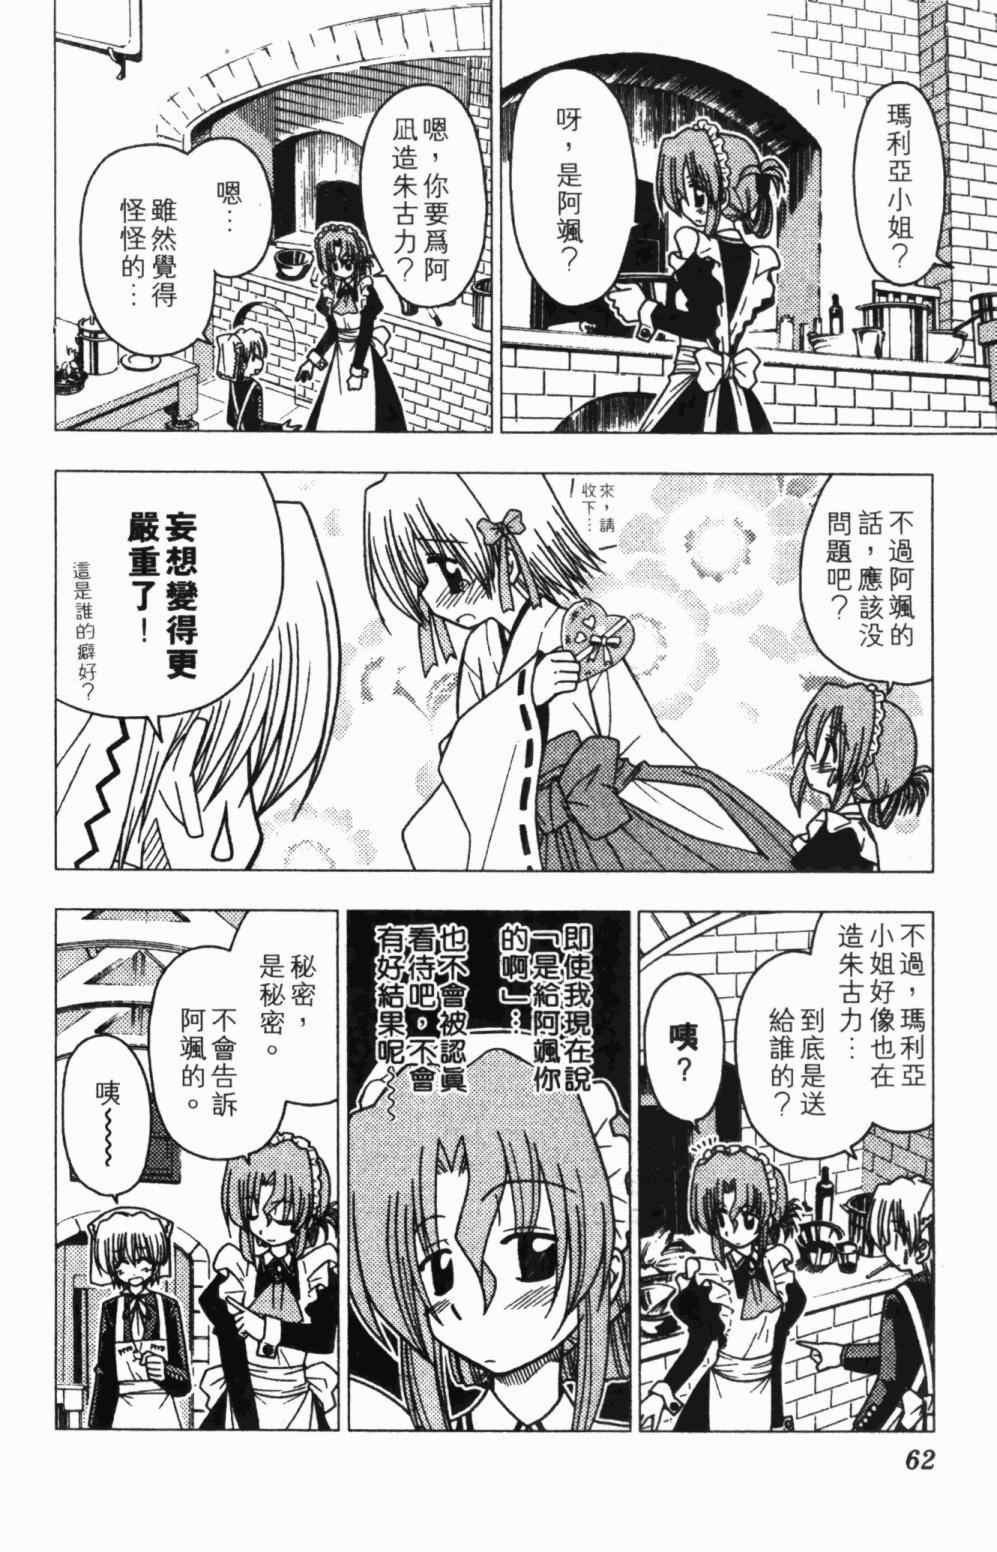 瑪利亞小姐？
呀，是阿颯？
嗯，你要爲阿
凪造朱古力？
嗯…
雖然覺得
怪怪的…
不過阿颯的
話，應該没
問題吧？
來，請
收下…
妄想變得更
嚴重了！
這是誰的癖好？
不過，瑪利亞
小姐好像也在
造朱古力…
到底是送
給誰的？
咦？
即使我現在說
「是給阿颯你
的啊」…
也不會被認真
看待吧，不會
有好結果呢～
秘密，
是秘密。
不會告訴
阿颯的。
咦～
62